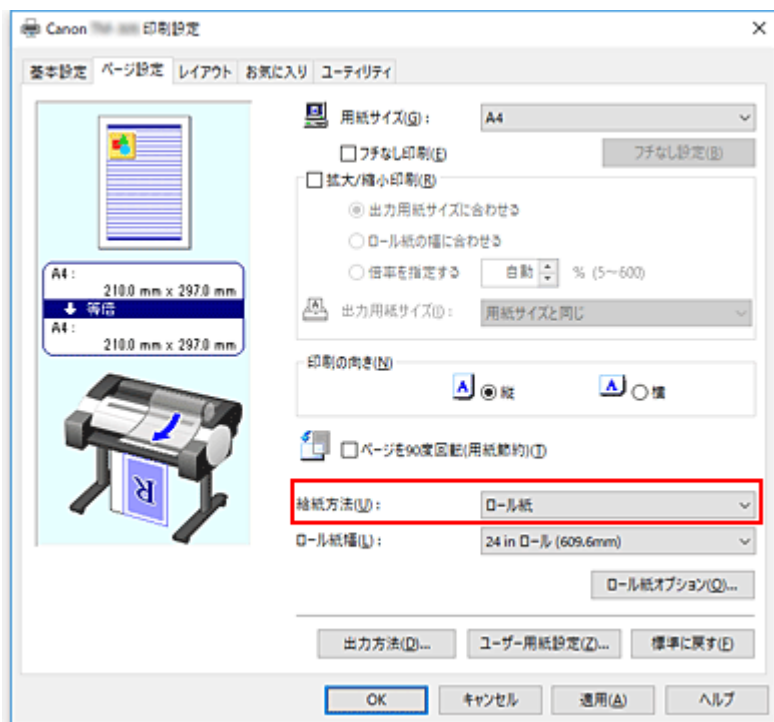 Canon 印刷設定
基本設定 ページ設定 レイアウト お気に入り ユーティリティ
用紙サイズ(G): A4
フチなし印刷(E) フチなし設定(B)
拡大/縮小印刷(R)
出力用紙サイズに合わせる
ロール紙の幅に合わせる
倍率を指定する 自動 % (5～600)
出力用紙サイズ(I): 用紙サイズと同じ
A4:
210.0 mm x 297.0 mm
等倍
A4:
210.0 mm x 297.0 mm
印刷の向き(N)
A 縦 A 横
ページを90度回転(用紙節約)(T)
給紙方法(U): ロール紙
ロール紙幅(L): 24 in ロール (609.6mm)
R
ロール紙オプション(O)...
出力方法(D)... ユーザー用紙設定(Z)... 標準に戻す(F)
OK キャンセル 適用(A) ヘルプ